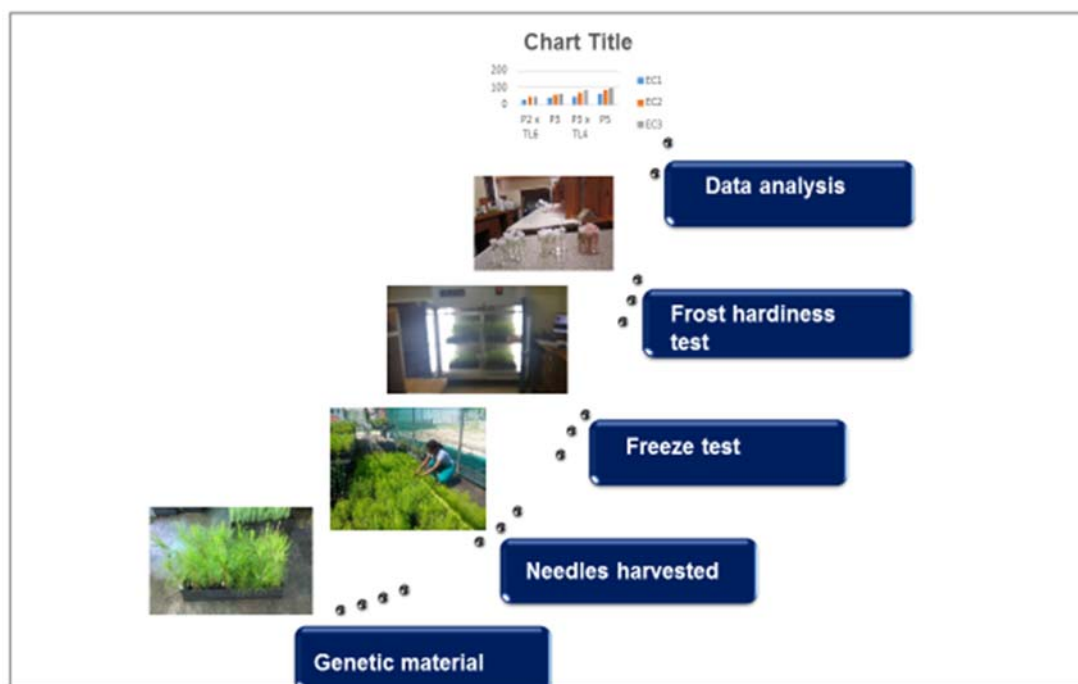 Chart Title
200
100
0
P2 x
TL6
P3
P3 x
TL4
P5
EC1
EC2
EC3
Data analysis
Frost hardiness
test
Freeze test
Needles harvested
Genetic material